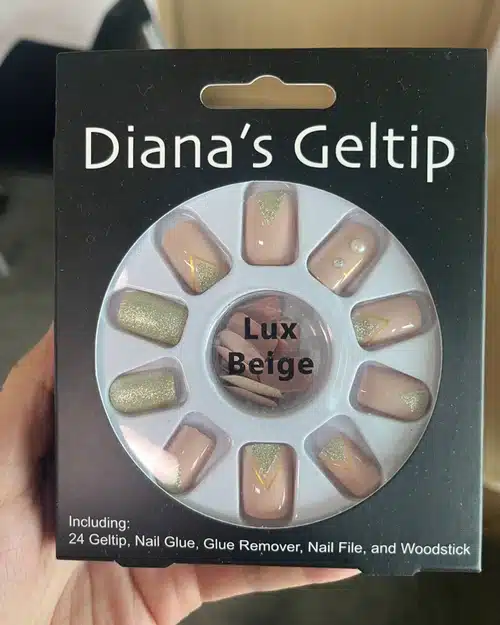 Diana's Geltip
Lux
Beige
Including:
24 Geltip, Nail Glue, Glue Remover, Nail File, and Woodstick